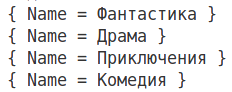 { Name = Фантастика }
{ Name = Драма }
{ Name = Приключения }
{ Name = Комедия }